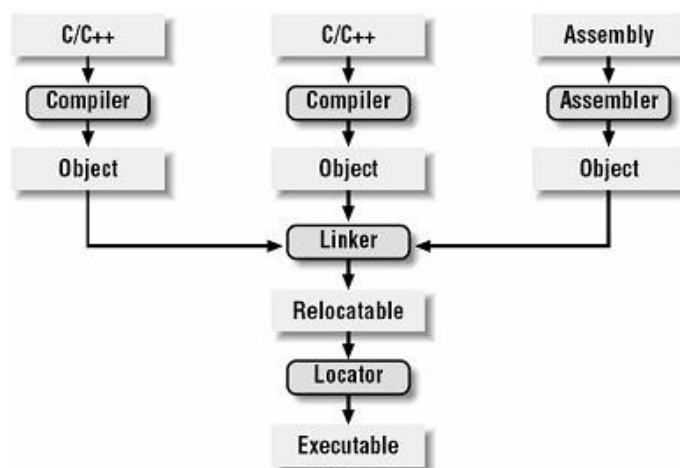 C/C++ C/C++ Assembly
Compiler Compiler Assembler
Object Object Object
Linker
Relocatable
Locator
Executable